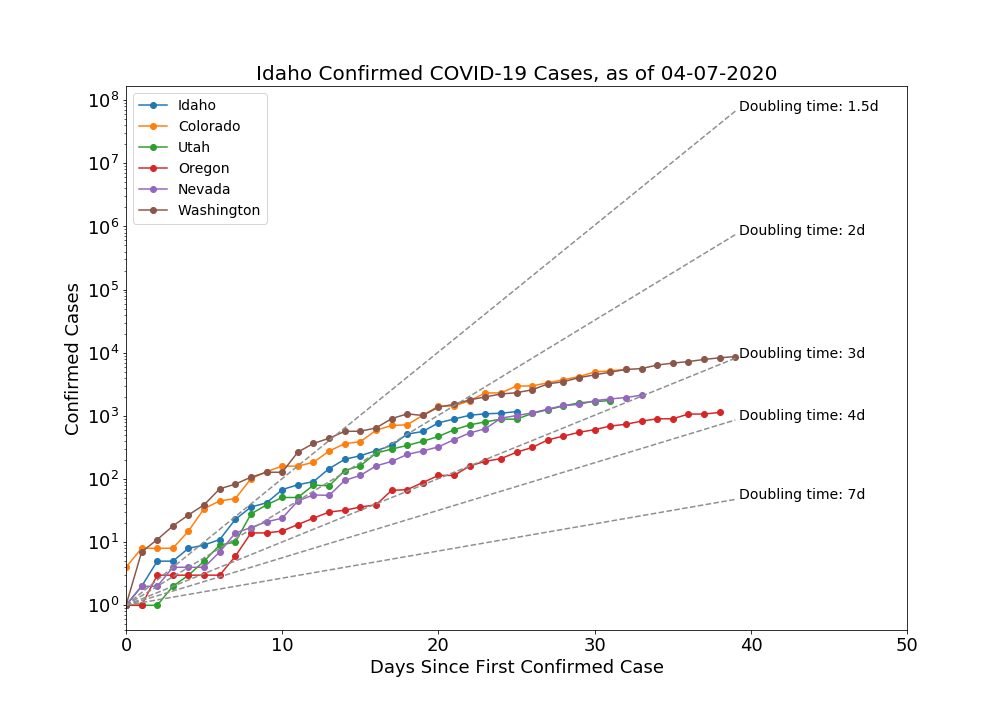 Idaho Confirmed COVID-19 Cases, as of 04-07-2020
10⁸
10⁷
10⁶
10⁵
10⁴
10³
10²
10¹
10⁰
Confirmed Cases
Idaho
Colorado
Utah
Oregon
Nevada
Washington
Doubling time: 1.5d
Doubling time: 2d
Doubling time: 3d
Doubling time: 4d
Doubling time: 7d
0 10 20 30 40 50
Days Since First Confirmed Case